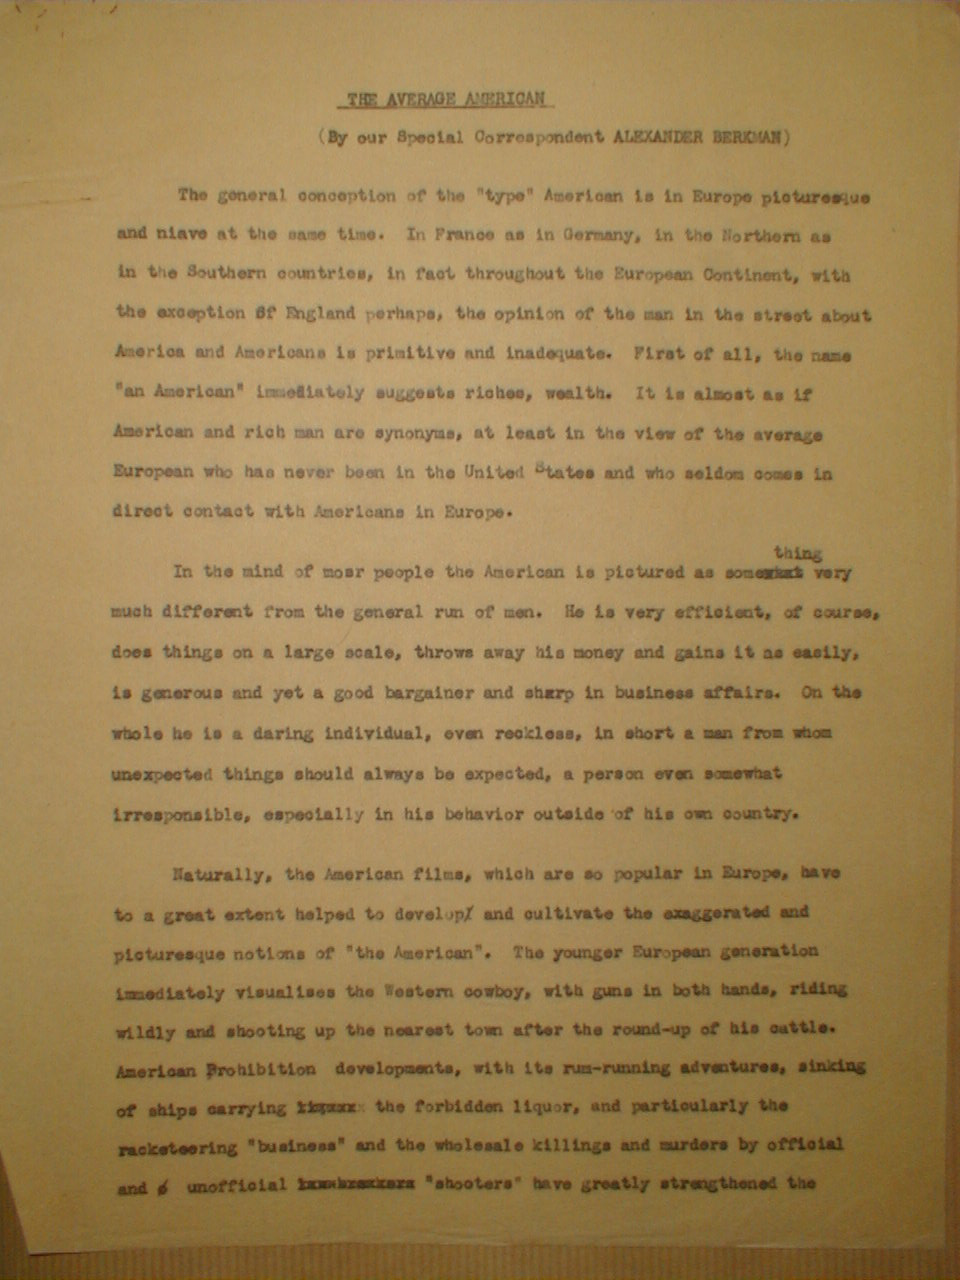 THE AVERAGE AMERICAN
(By our Special Correspondent ALEXANDER BERKMAN)
The general conception of the "type" American is in Europe picturesque
and niave at the same time. In France as in Germany, in the Northern as
in the Southern countries, in fact throughout the European Continent, with
the exception of England perhaps, the opinion of the man in the street about
America and Americans is primitive and inadequate. First of all, the name
"an American" immediately suggests riches, wealth. It is almost as if
American and rich man are synonyms, at least in the view of the average
European who has never been in the United States and who seldom comes in
direct contact with Americans in Europe.
thing
In the mind of mosr people the American is pictured as some very
much different from the general run of men. He is very efficient, of course,
does things on a large scale, throws away his money and gains it as easily,
is generous and yet a good bargainer and sharp in business affairs. On the
whole he is a daring individual, even reckless, in short a man from whom
unexpected things should always be expected, a person even somewhat
irresponsible, especially in his behavior outside of his own country.
Naturally, the American films, which are so popular in Europe, have
to a great extent helped to develop and cultivate the exaggerated and
picturesque notions of "the American". The younger European generation
immediately visualises the Western cowboy, with guns in both hands, riding
wildly and shooting up the nearest town after the round-up of his cattle.
American Prohibition developments, with its rum-running adventures, sinking
of ships carrying the forbidden liquor, and particularly the
racketeering "business" and the wholesale killings and murders by official
and unofficial "shooters" have greatly strengthened the